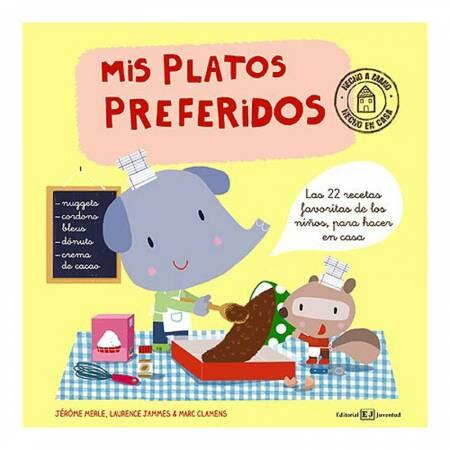 MiS PLATOS
PREFERiDOS
HECHO A MANO
HECHO EN CASA
- nuggets
- cordons
bleus
- dónuts
- crema
de cacao
Las 22 recetas
favoritas de los
niños, para hacer
en casa
JÉRÔME MERLE, LAURENCE JAMMES & MARC CLAMENS
Editorial EJ Juventud